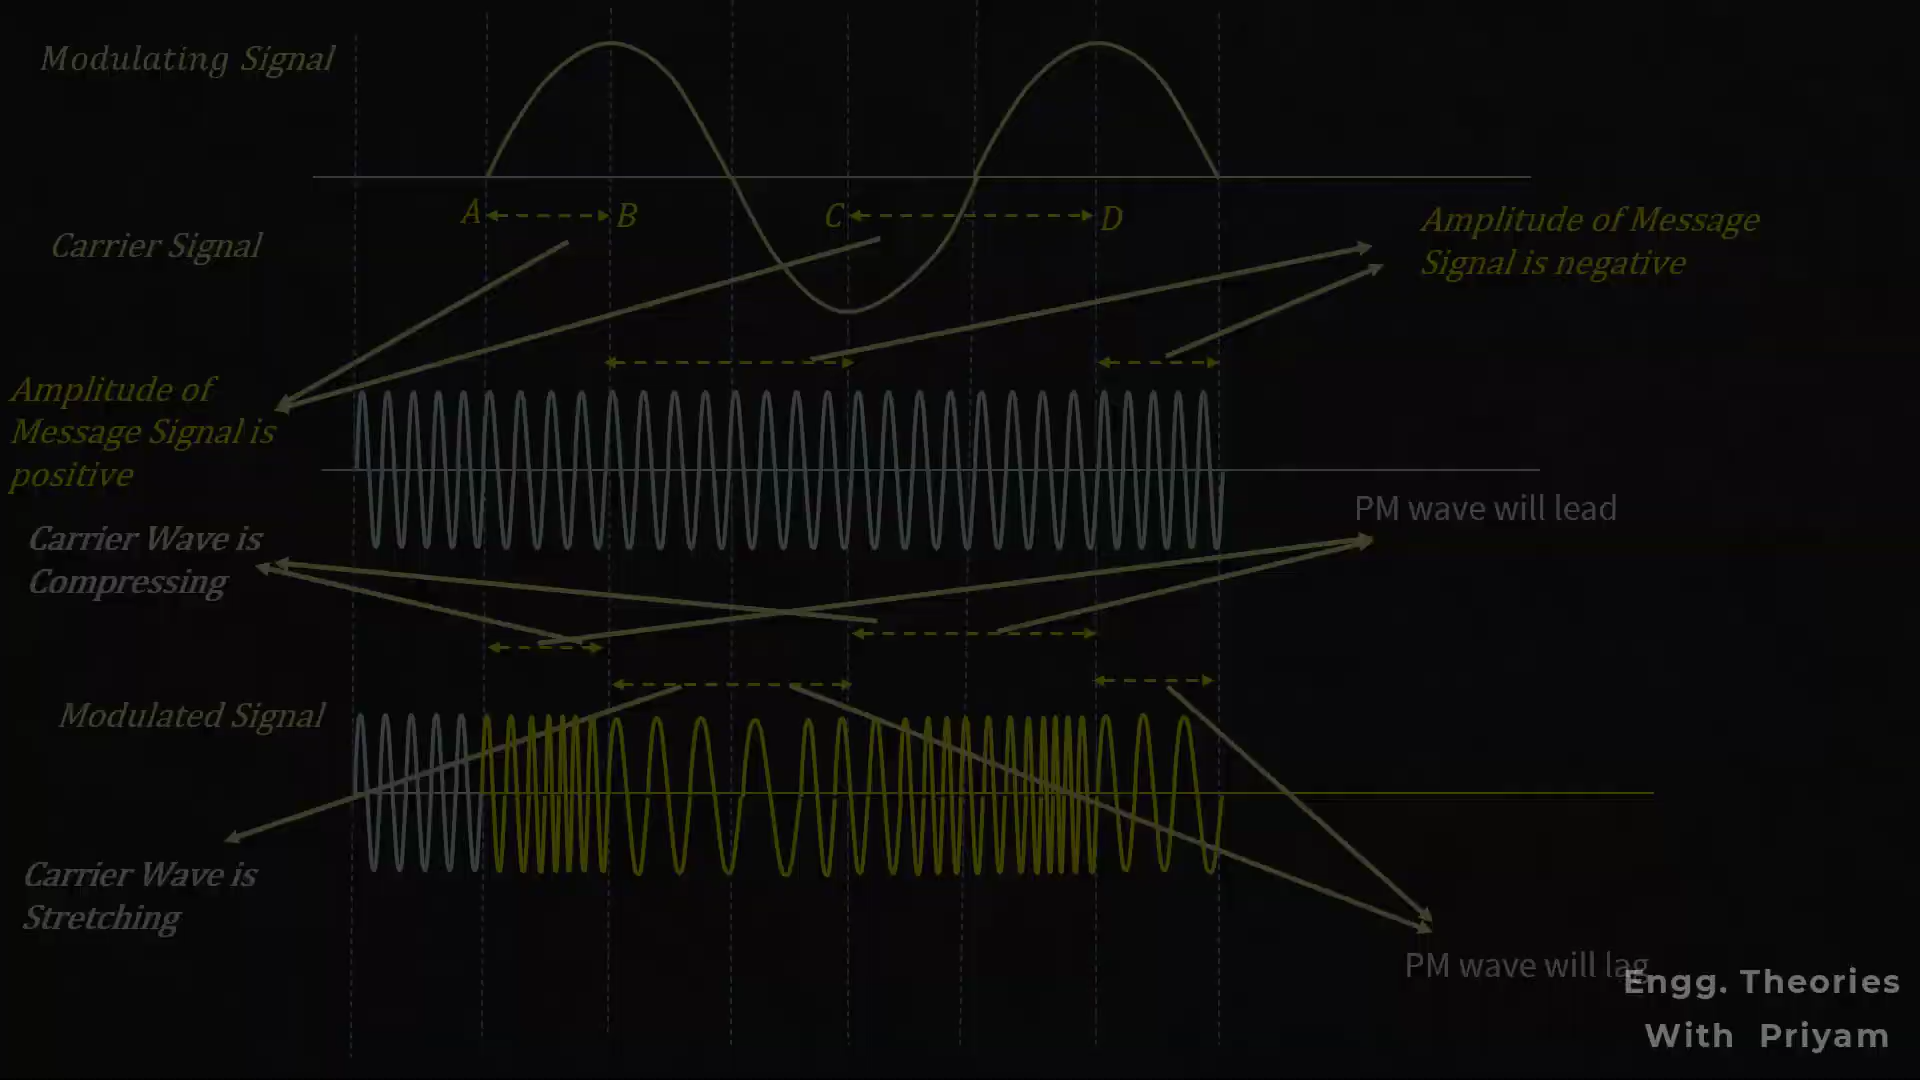 Modulating Signal
A
B
C
D
Carrier Signal
Amplitude of Message
Signal is negative
Amplitude of
Message Signal is
positive
PM wave will lead
Carrier Wave is
Compressing
Modulated Signal
Carrier Wave is
Stretching
PM wave will lag
Engg. Theories
With Priyam